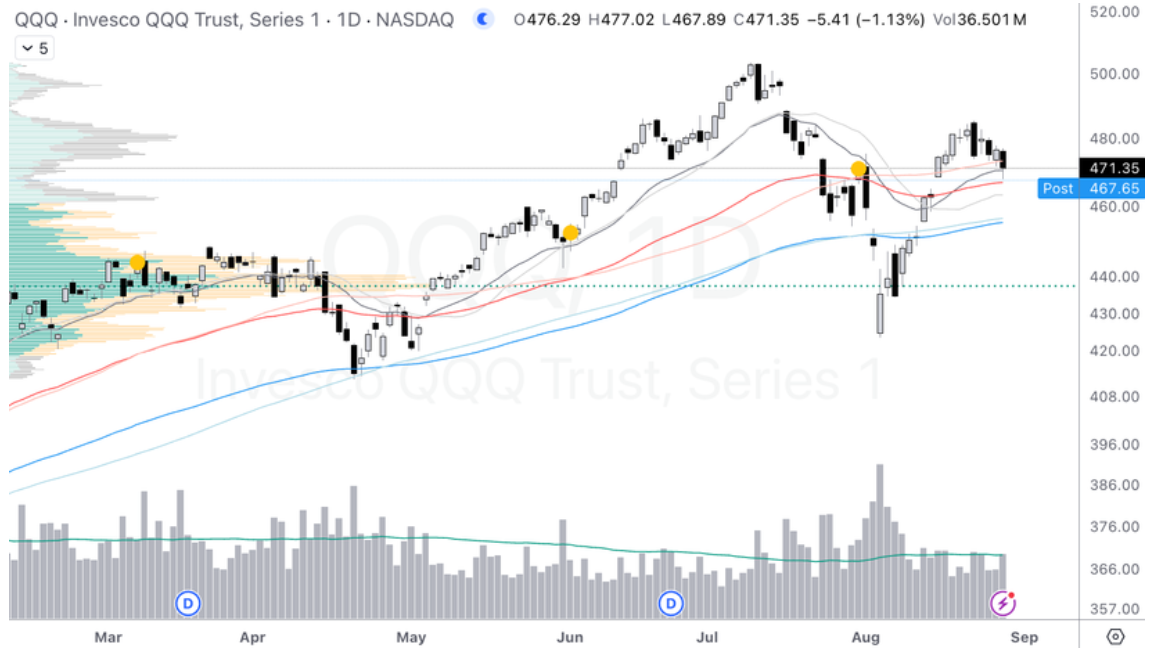 QQQ · Invesco QQQ Trust, Series 1 · 1D · NASDAQ O476.29 H477.02 L467.89 C471.35 −5.41 (−1.13%) Vol36.501M
5
520.00
500.00
480.00
471.35
Post 467.65
460.00
440.00
430.00
420.00
408.00
396.00
386.00
376.00
366.00
357.00
QQQ, 1D
Invesco QQQ Trust, Series 1
D D
Mar Apr May Jun Jul Aug Sep